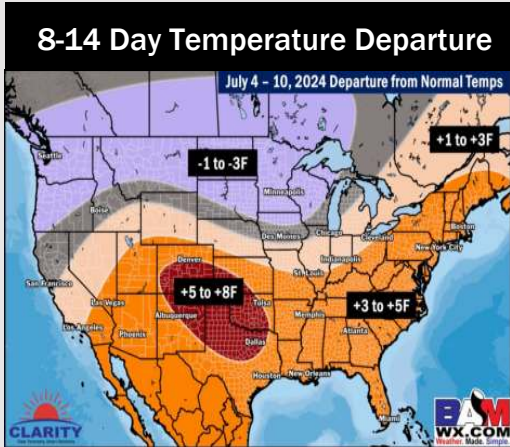 8-14 Day Temperature Departure
July 4 – 10, 2024 Departure from Normal Temps
+1 to +3F
Seattle
-1 to -3F
Minneapolis
Boise
Boston
Des Moines
Chicago
Cleveland
New York City
San Francisco
Denver
Indianapolis
St. Louis
+5 to +8F
+3 to +5F
Las Vegas
Tulsa
Albuquerque
Memphis
Los Angeles
Atlanta
Phoenix
Dallas
Houston
New Orleans
Miami
CLARITY
BAM
WX.COM
Weather. Made. Simple.